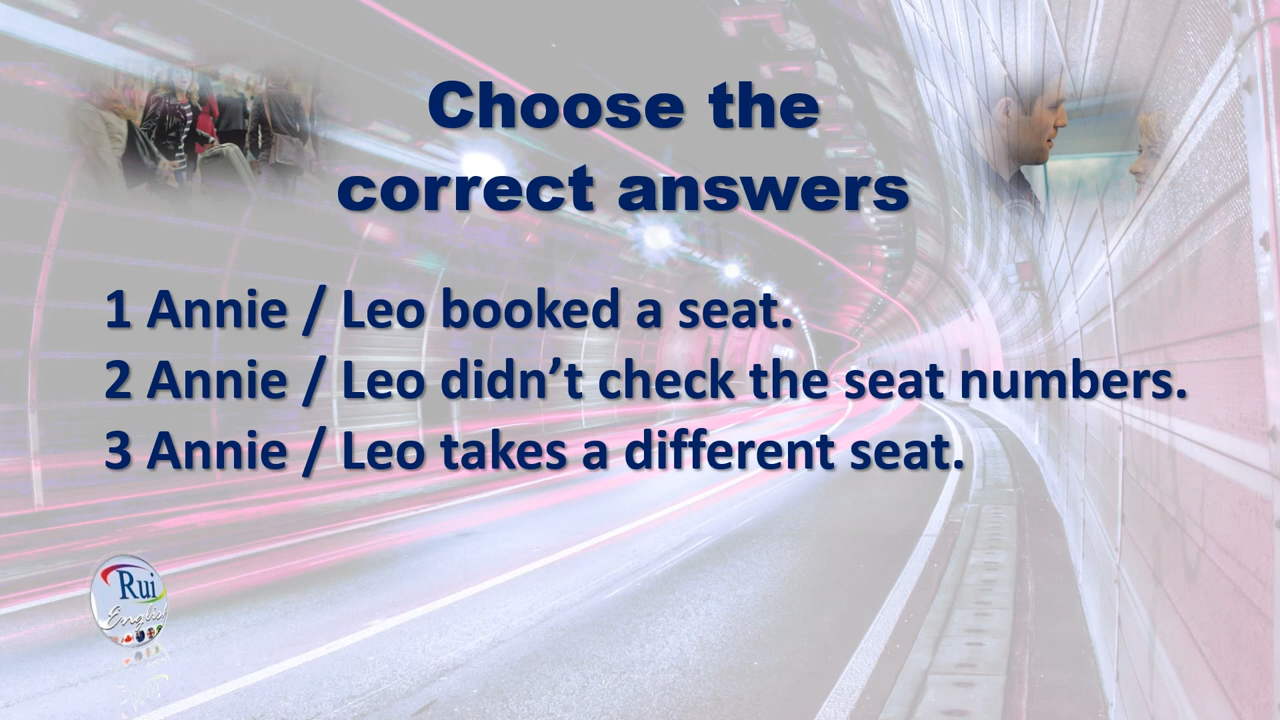 Choose the
correct answers
1 Annie / Leo booked a seat.
2 Annie / Leo didn’t check the seat numbers.
3 Annie / Leo takes a different seat.
Rui
English